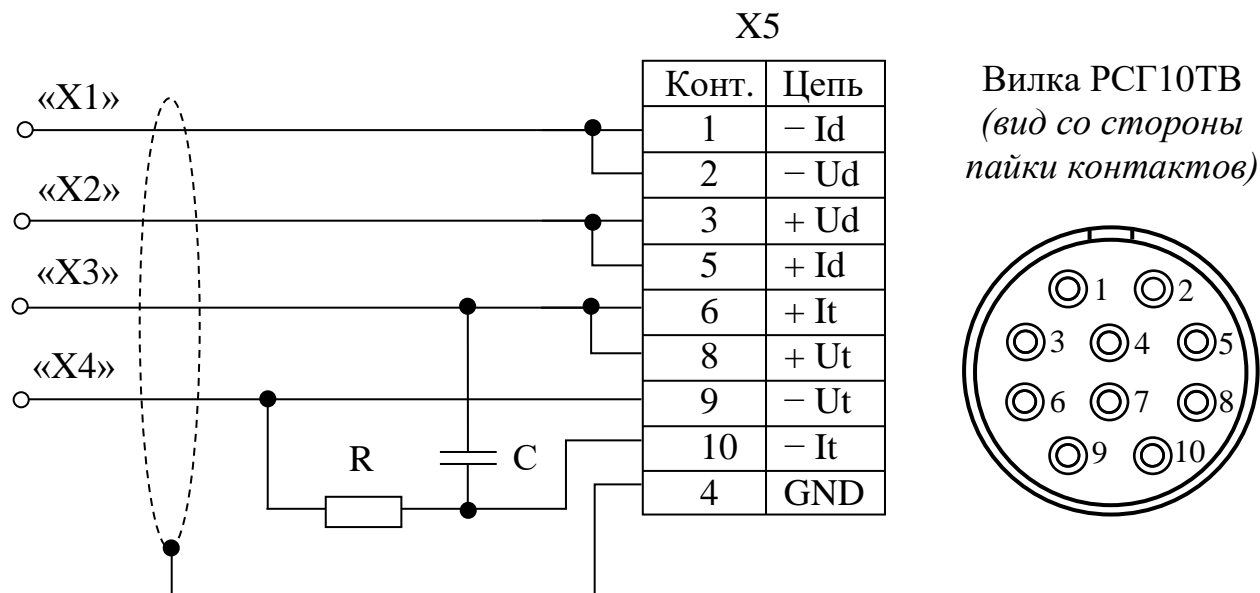 X5
Конт. Цепь
«X1»
1 − Id
2 − Ud
«X2»
3 + Ud
5 + Id
«X3»
6 + It
8 + Ut
«X4»
9 − Ut
10 − It
4 GND
R
C
Вилка РСГ10ТВ
(вид со стороны
пайки контактов)
1 2
3 4 5
6 7 8
9 10